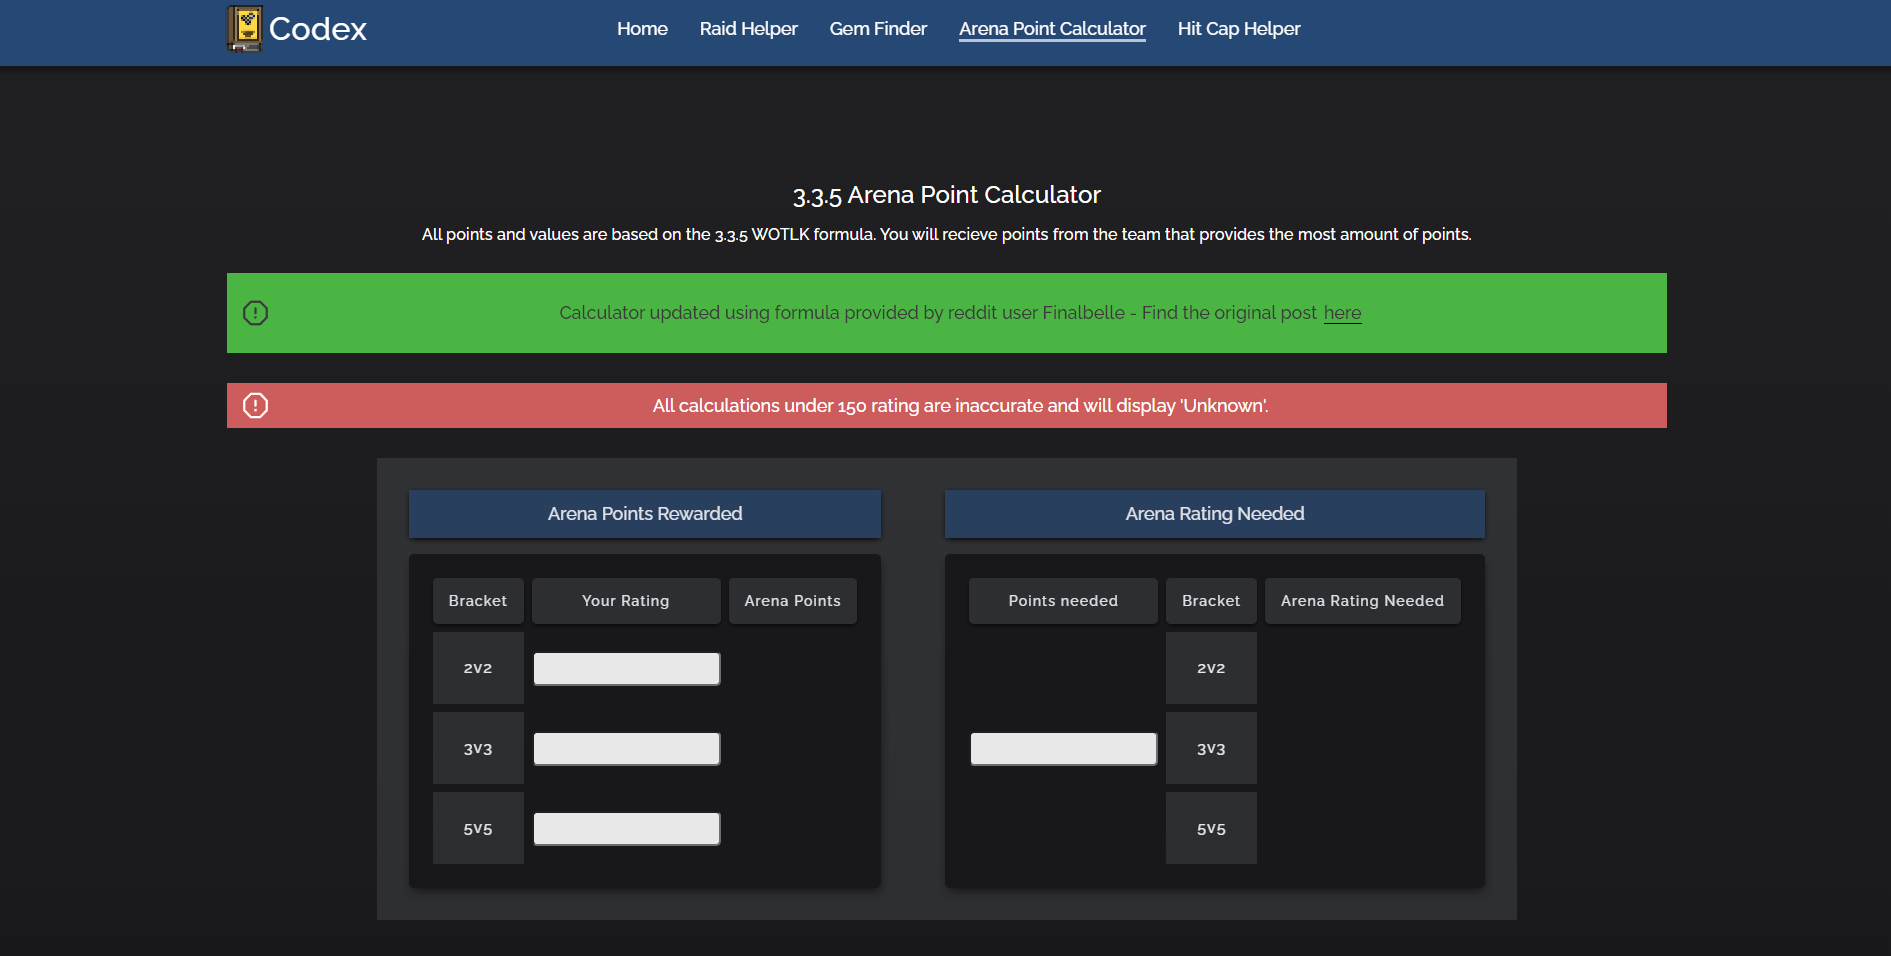 Codex
Home Raid Helper Gem Finder Arena Point Calculator Hit Cap Helper
3.3.5 Arena Point Calculator
All points and values are based on the 3.3.5 WOTLK formula. You will recieve points from the team that provides the most amount of points.
Calculator updated using formula provided by reddit user Finalbelle - Find the original post here
All calculations under 150 rating are inaccurate and will display 'Unknown'.
Arena Points Rewarded
Bracket Your Rating Arena Points
2v2
3v3
5v5
Arena Rating Needed
Points needed Bracket Arena Rating Needed
2v2
3v3
5v5